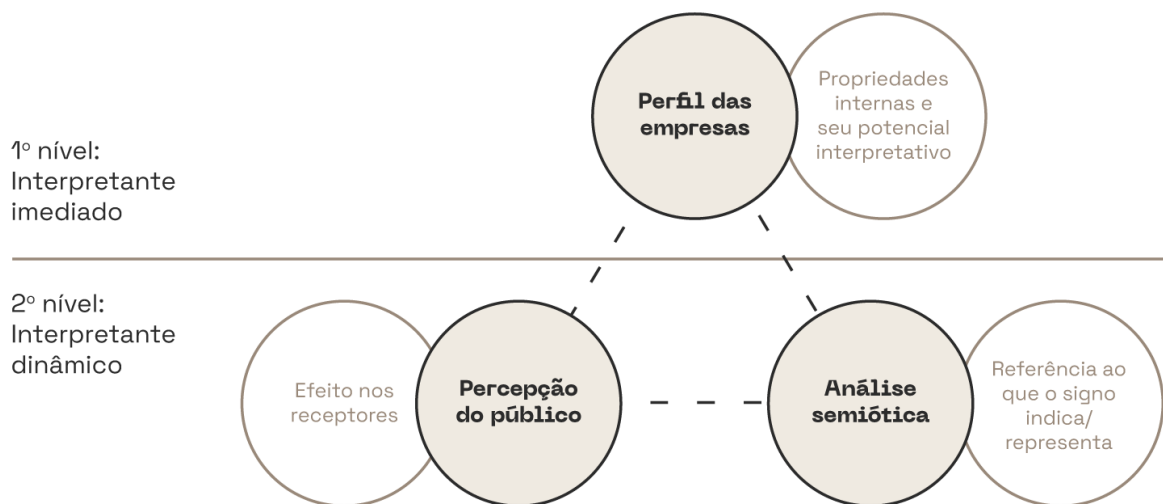 Perfil das
empresas
Propriedades
internas e
seu potencial
interpretativo
1º nível:
Interpretante
imediado
2º nível:
Interpretante
dinâmico
Efeito nos
receptores
Percepção
do público
Análise
semiótica
Referência ao
que o signo
indica/
representa